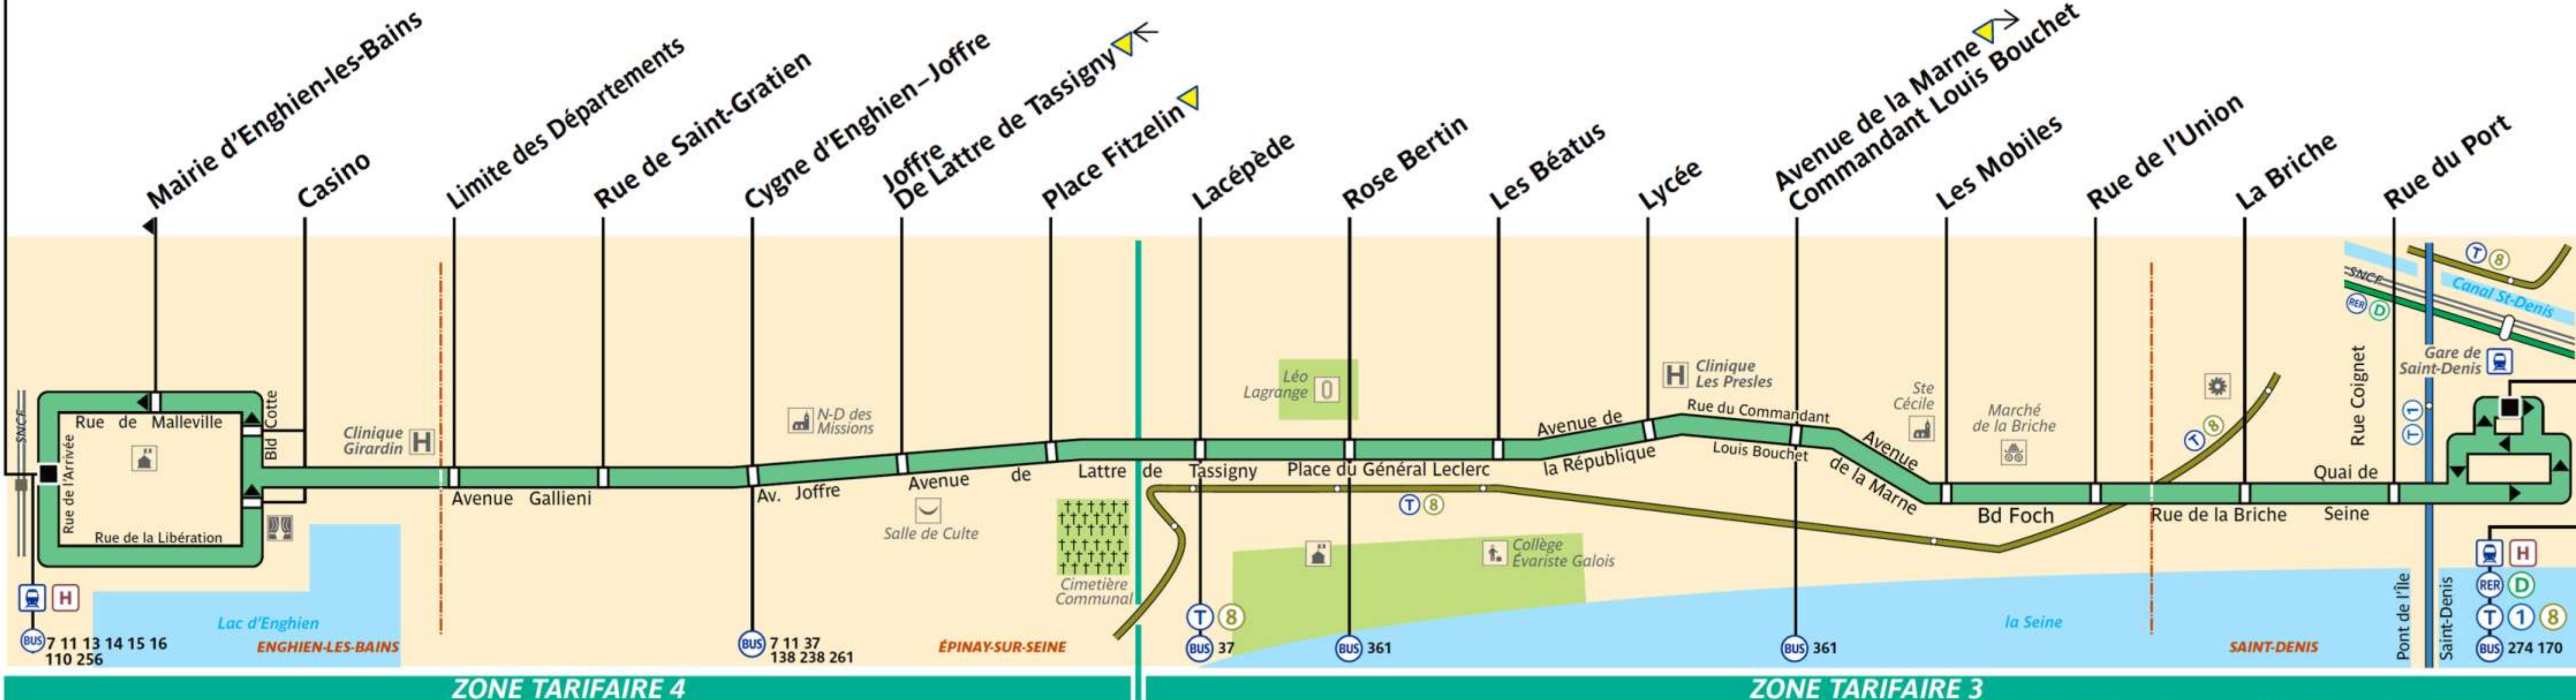 Mairie d'Enghien-les-Bains
Casino
Limite des Départements
Rue de Saint-Gratien
Cygne d'Enghien–Joffre
Joffre
De Lattre de Tassigny
Place Fitzelin
Lacépède
Rose Bertin
Les Béatus
Lycée
Avenue de la Marne
Commandant Louis Bouchet
Les Mobiles
Rue de l'Union
La Briche
Rue du Port
SNCF
Rue de l'Arrivée
Rue de Malleville
Rue de la Libération
Bld Cotte
Clinique
Girardin
H
Avenue Gallieni
N-D des
Missions
Av. Joffre
Avenue de Lattre de Tassigny
Salle de Culte
Cimetière
Communal
Léo
Lagrange
Place du Général Leclerc
T 8
Collège
Évariste Galois
Avenue de
la République
H
Clinique
Les Presles
Rue du Commandant
Louis Bouchet
Avenue
de la Marne
Ste
Cécile
Marché
de la Briche
Bd Foch
T 8
Rue de la Briche
Quai de
Seine
Rue Coignet
SNCF
RER D
T 8
Canal St-Denis
Gare de
Saint-Denis
T 1
Pont de l'Île
Saint-Denis
H
BUS 7 11 13 14 15 16
110 256
Lac d'Enghien
ENGHIEN-LES-BAINS
BUS 7 11 37
138 238 261
ÉPINAY-SUR-SEINE
T 8
BUS 37
BUS 361
BUS 361
la Seine
SAINT-DENIS
H
RER D
T 1 8
BUS 274 170
ZONE TARIFAIRE 4
ZONE TARIFAIRE 3